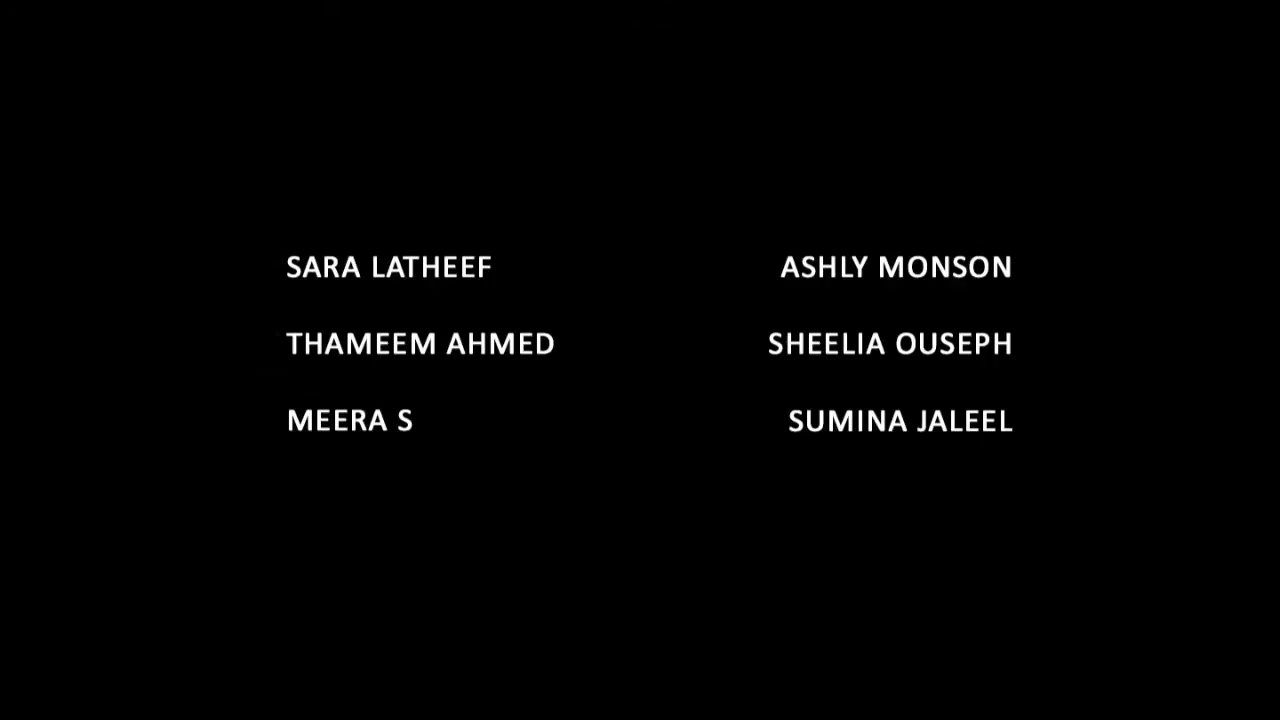 SARA LATHEEF
ASHLY MONSON
THAMEEM AHMED
SHEELIA OUSEPH
MEERA S
SUMINA JALEEL